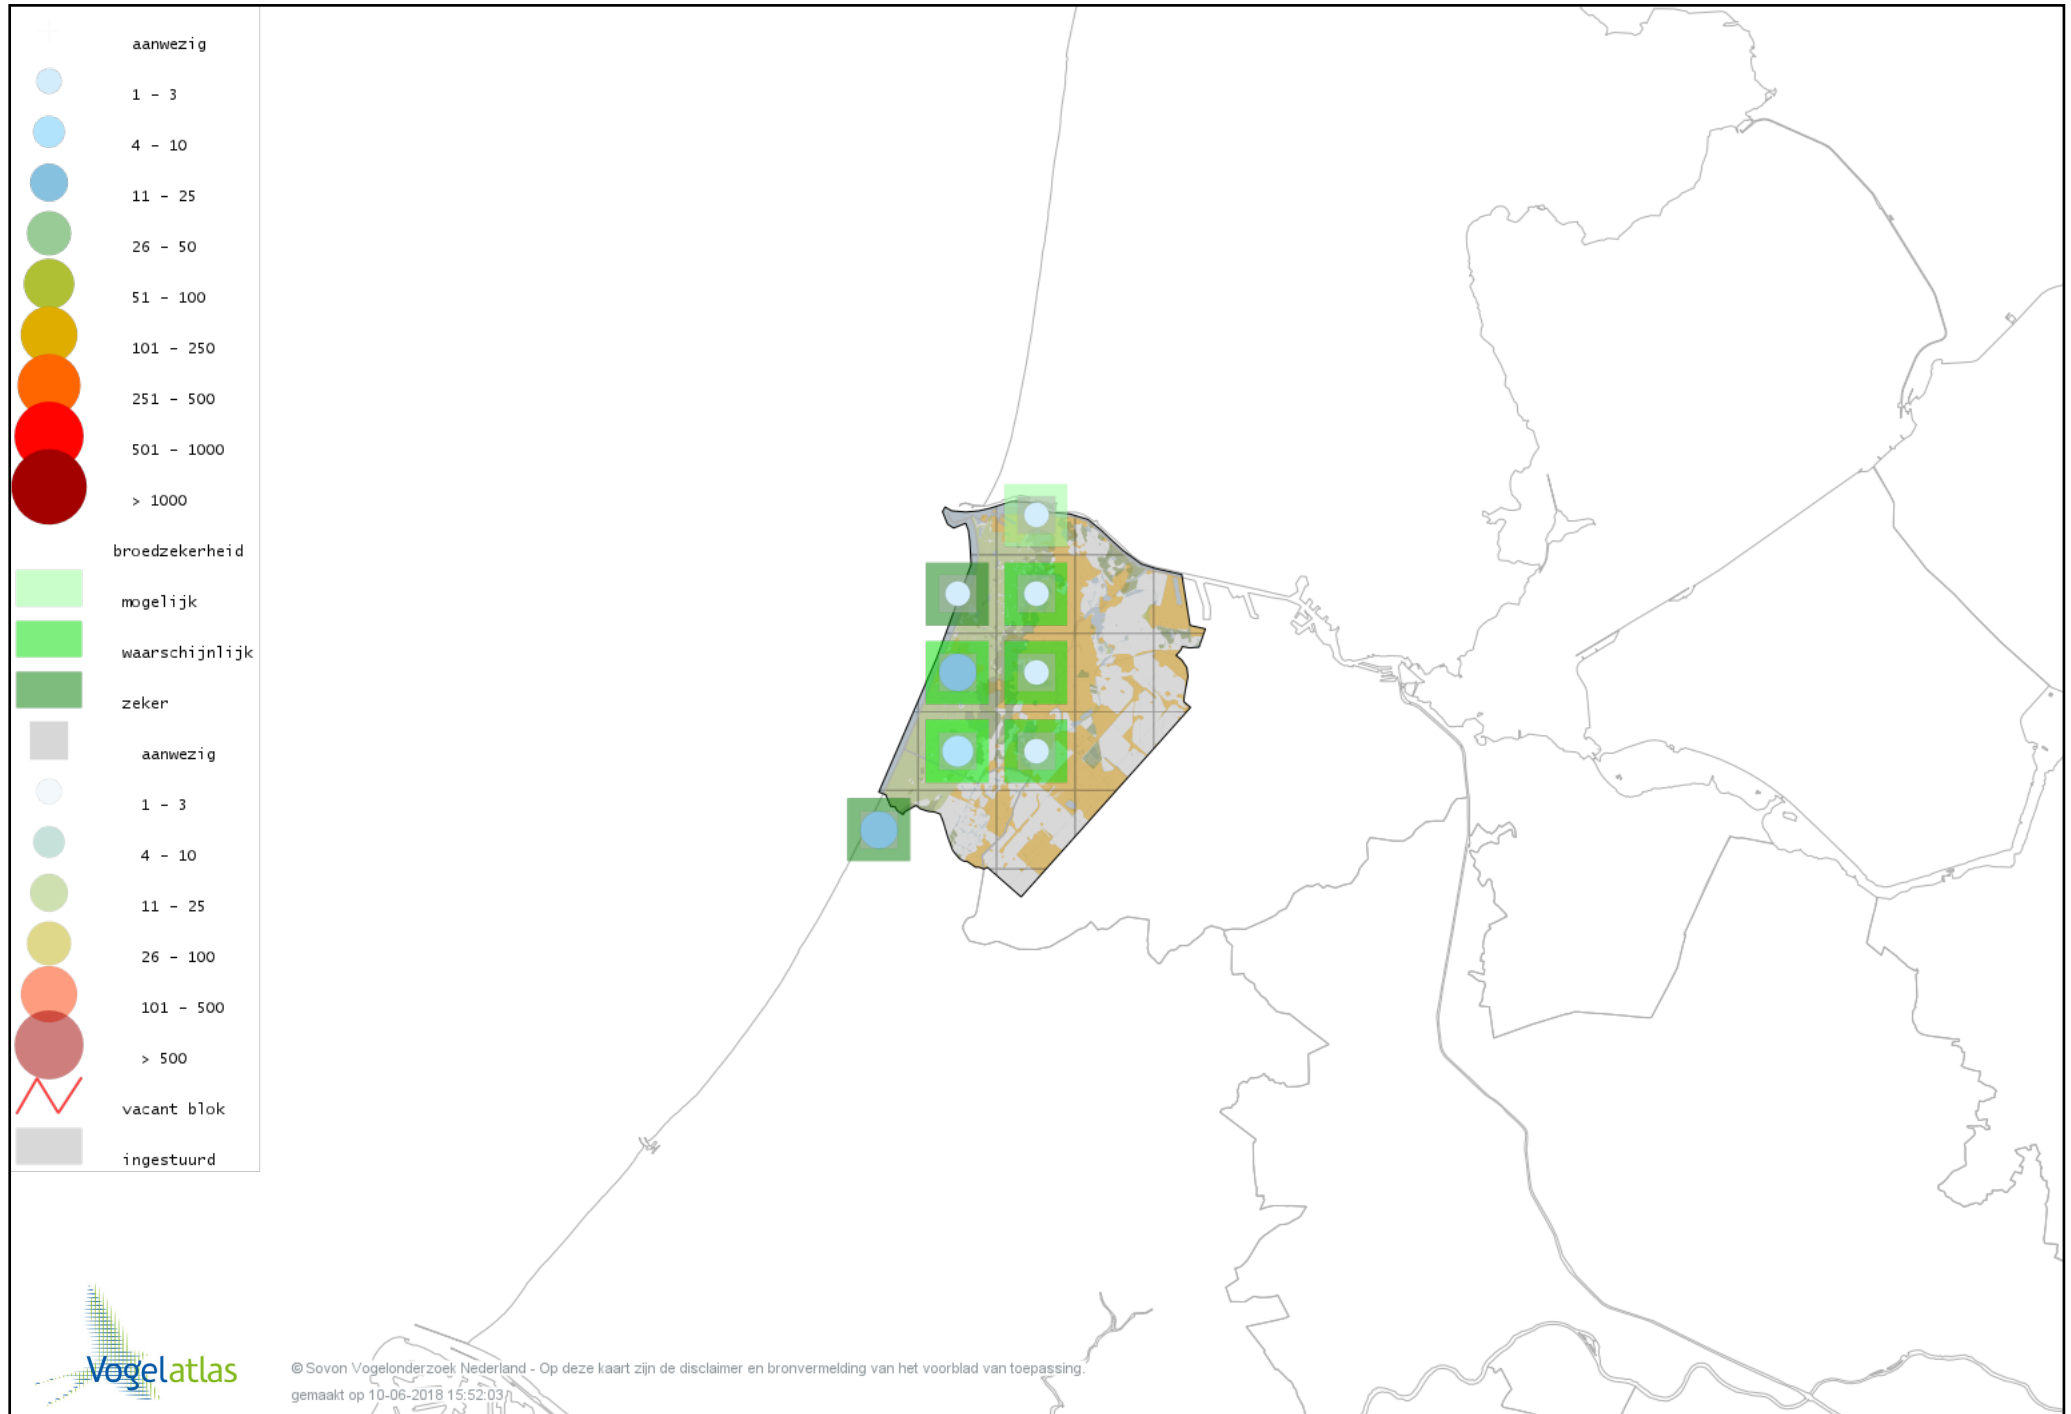 aanwezig
1 - 3
4 - 10
11 - 25
26 - 50
51 - 100
101 - 250
251 - 500
501 - 1000
> 1000
broedzekerheid
mogelijk
waarschijnlijk
zeker
aanwezig
1 - 3
4 - 10
11 - 25
26 - 100
101 - 500
> 500
vacant blok
ingestuurd
Vogelatlas
© Sovon Vogelonderzoek Nederland - Op deze kaart zijn de disclaimer en bronvermelding van het voorblad van toepassing.
gemaakt op 10-06-2018 15:52:03